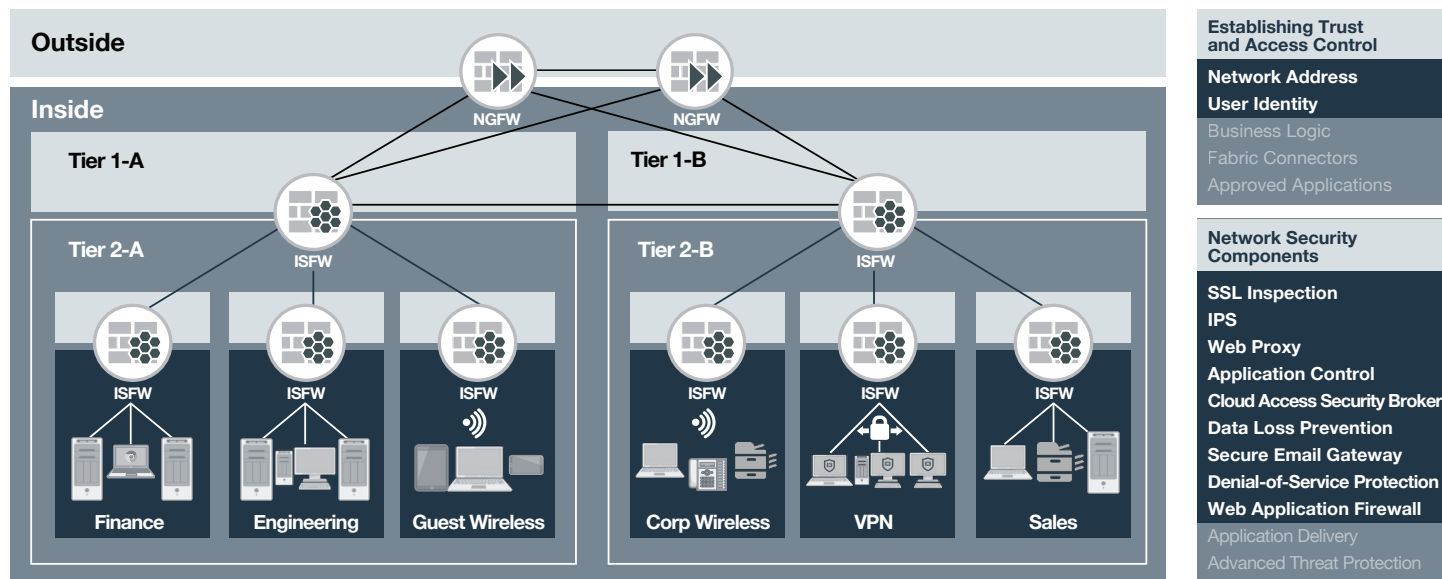 Outside
NGFW
NGFW
Inside
Tier 1-A
Tier 1-B
ISFW
ISFW
Tier 2-A
Tier 2-B
ISFW
ISFW
ISFW
ISFW
ISFW
ISFW
Finance
Engineering
Guest Wireless
Corp Wireless
VPN
Sales
Establishing Trust
and Access Control
Network Address
User Identity
Business Logic
Fabric Connectors
Approved Applications
Network Security
Components
SSL Inspection
IPS
Web Proxy
Application Control
Cloud Access Security Broker
Data Loss Prevention
Secure Email Gateway
Denial-of-Service Protection
Web Application Firewall
Application Delivery
Advanced Threat Protection